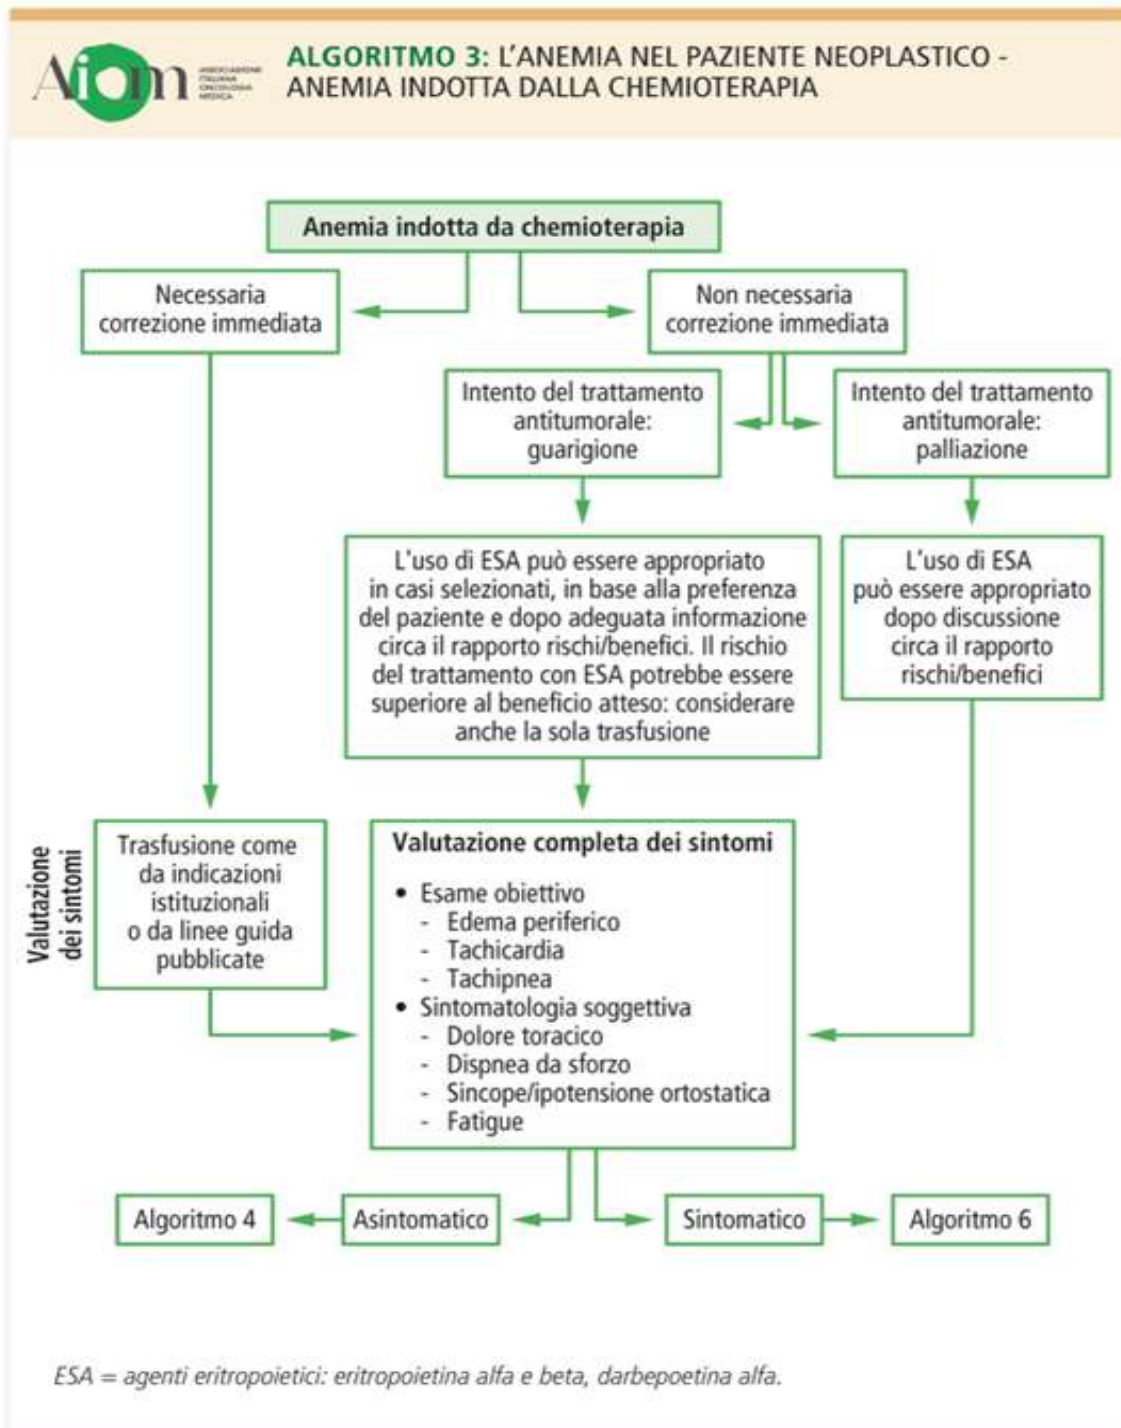 Aiom
ASSOCIAZIONE
ITALIANA
ONCOLOGIA
MEDICA
ALGORITMO 3: L'ANEMIA NEL PAZIENTE NEOPLASTICO -
ANEMIA INDOTTA DALLA CHEMIOTERAPIA
Anemia indotta da chemioterapia
Necessaria
correzione immediata
Non necessaria
correzione immediata
Intento del trattamento
antitumorale:
guarigione
Intento del trattamento
antitumorale:
palliazione
L'uso di ESA può essere appropriato
in casi selezionati, in base alla preferenza
del paziente e dopo adeguata informazione
circa il rapporto rischi/benefici. Il rischio
del trattamento con ESA potrebbe essere
superiore al beneficio atteso: considerare
anche la sola trasfusione
L'uso di ESA
può essere appropriato
dopo discussione
circa il rapporto
rischi/benefici
Valutazione
dei sintomi
Trasfusione come
da indicazioni
istituzionali
o da linee guida
pubblicate
Valutazione completa dei sintomi
• Esame obiettivo
- Edema periferico
- Tachicardia
- Tachipnea
• Sintomatologia soggettiva
- Dolore toracico
- Dispnea da sforzo
- Sincope/ipotensione ortostatica
- Fatigue
Algoritmo 4
Asintomatico
Sintomatico
Algoritmo 6
ESA = agenti eritropoietici: eritropoietina alfa e beta, darbepoetina alfa.